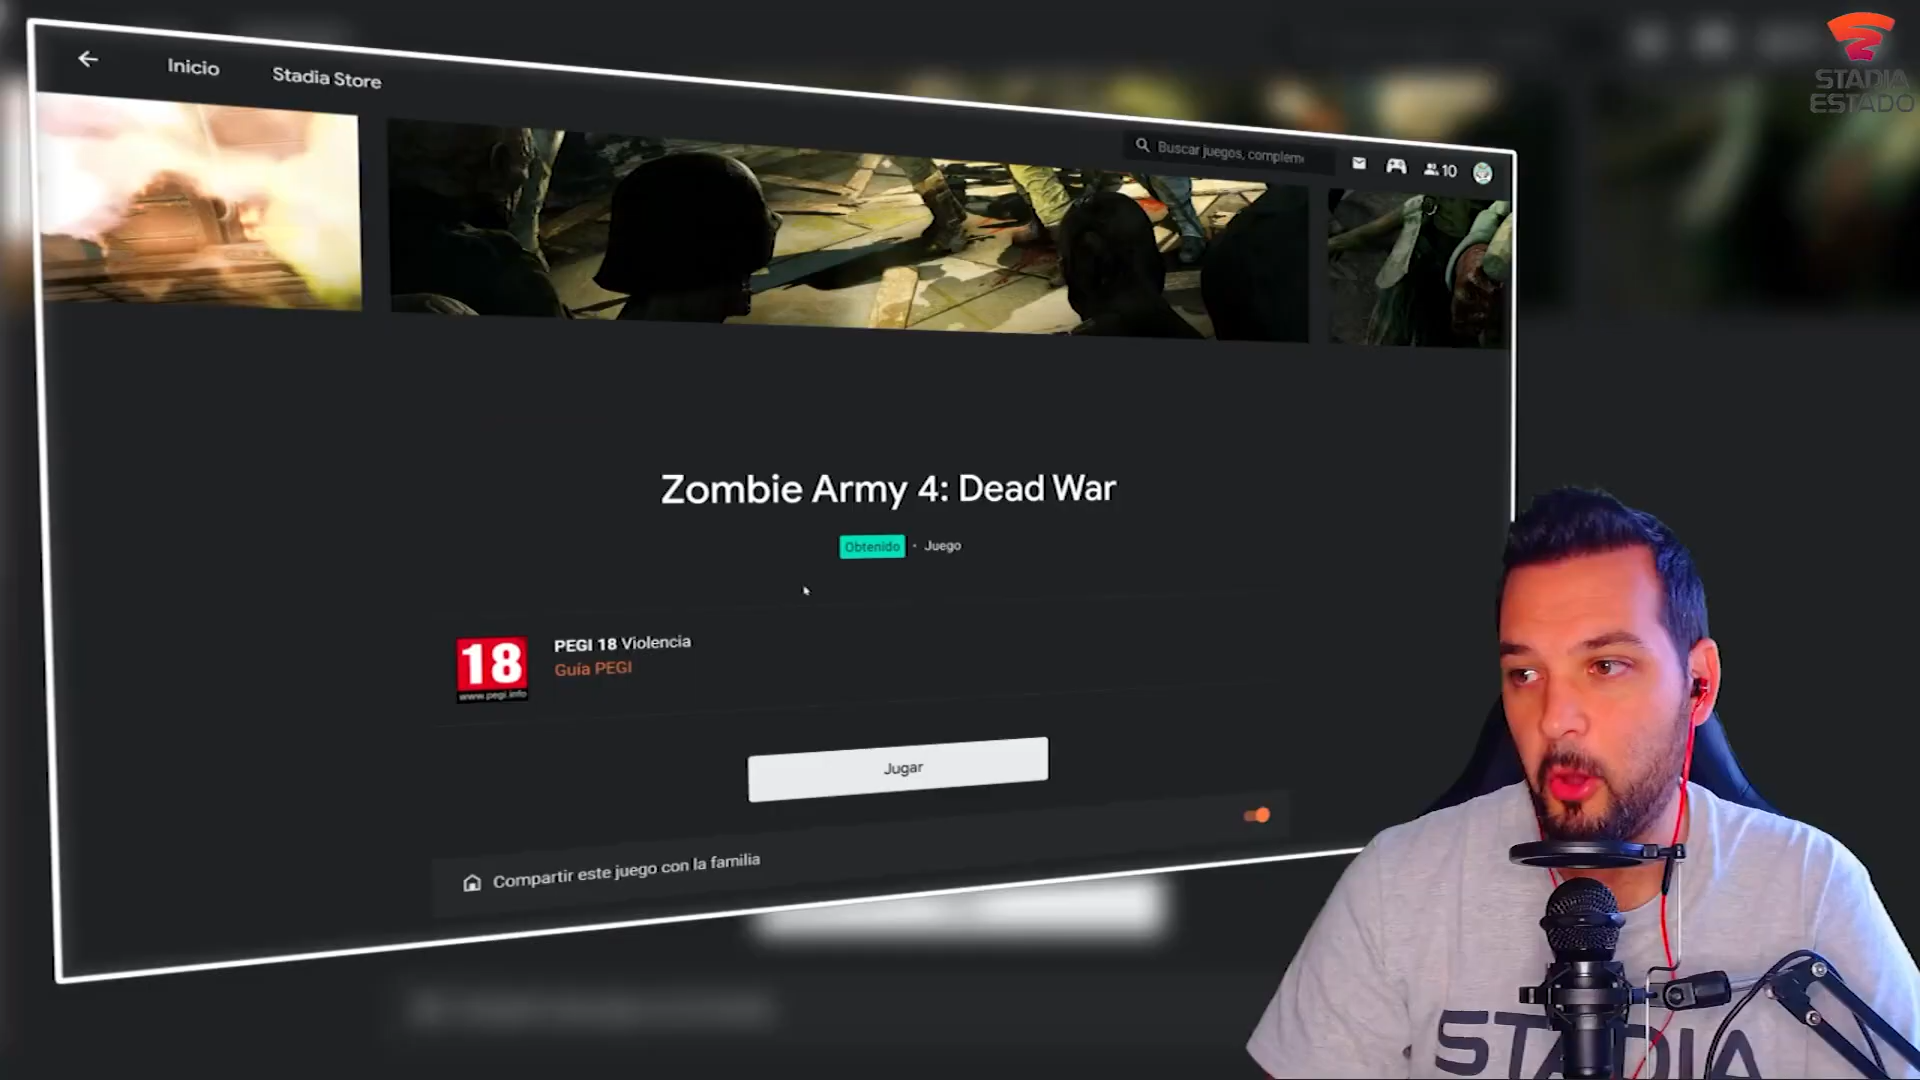 Inicio
Stadia Store
STADIA
ESTADO
Buscar juegos, complem
10
Zombie Army 4: Dead War
Obtenido · Juego
18
www.pegi.info
PEGI 18 Violencia
Guía PEGI
Jugar
Compartir este juego con la familia
STADIA